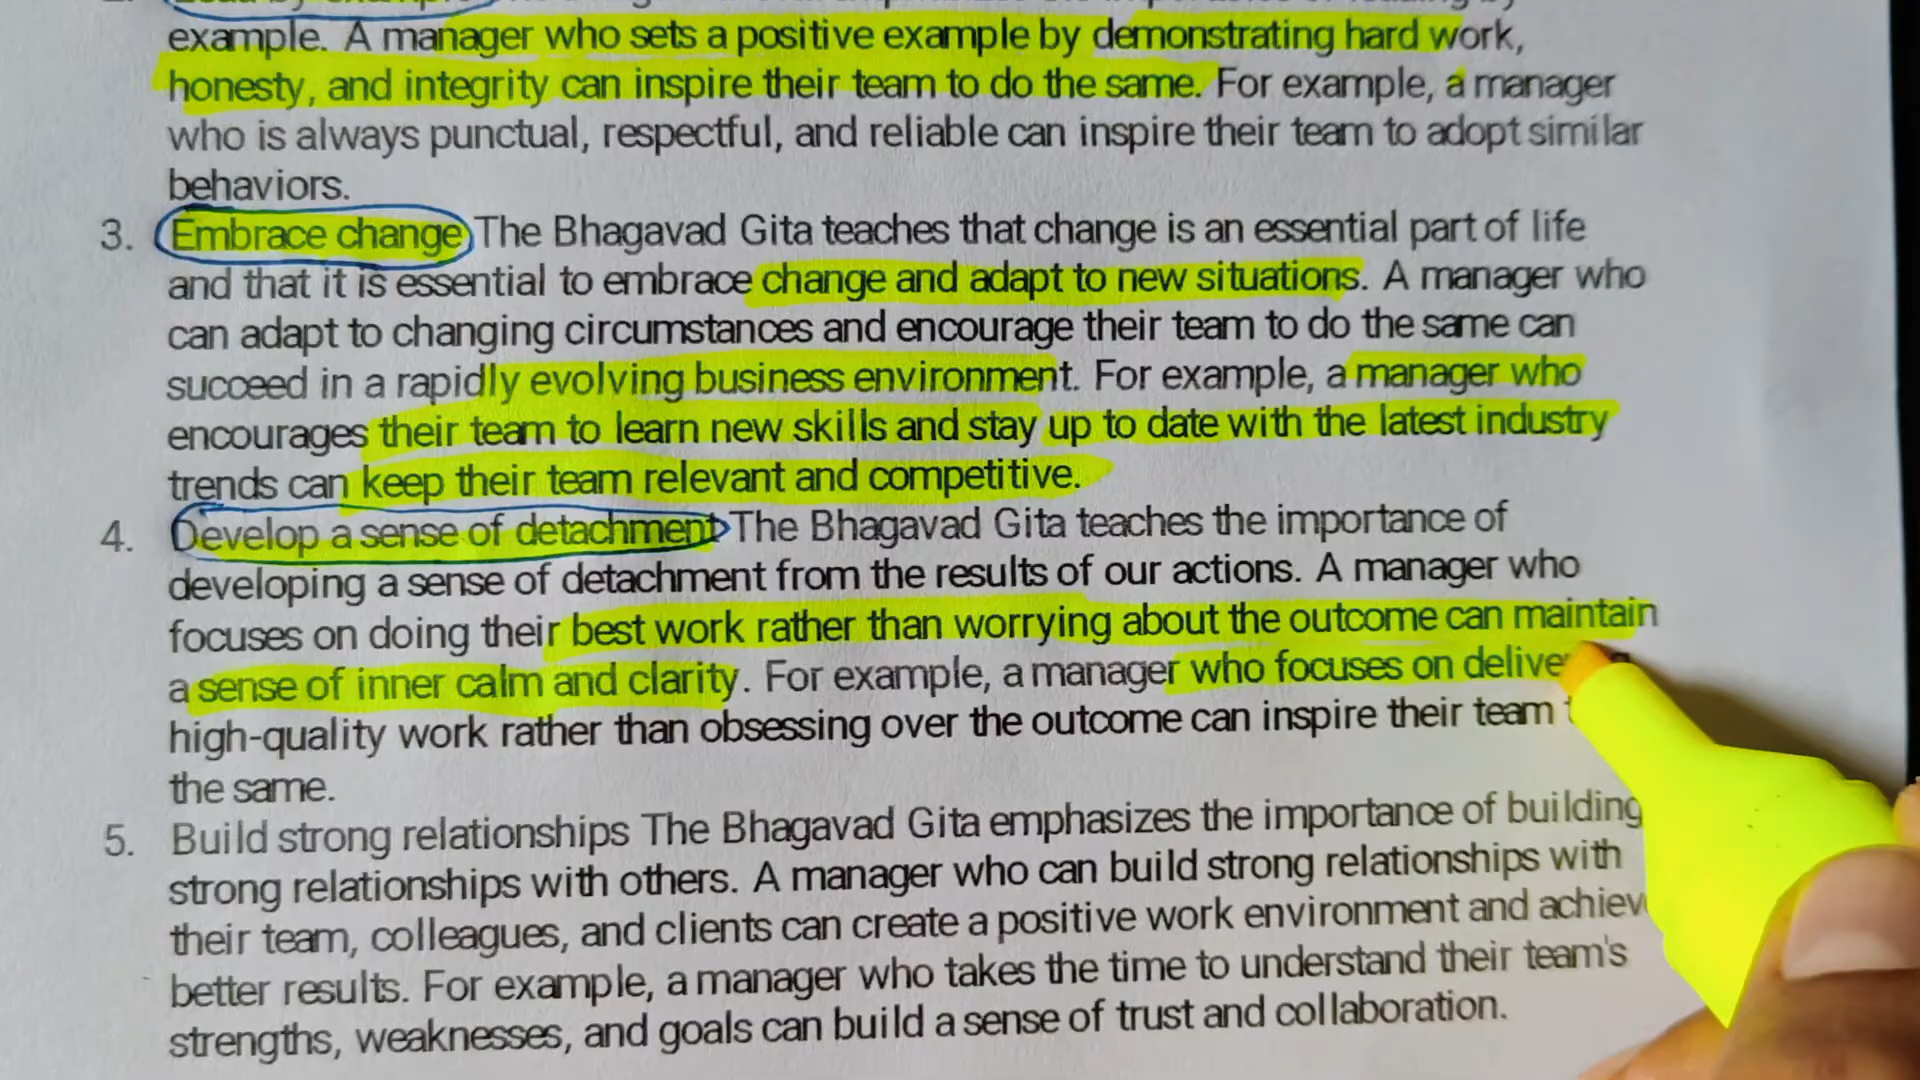 example. A manager who sets a positive example by demonstrating hard work,
honesty, and integrity can inspire their team to do the same. For example, a manager
who is always punctual, respectful, and reliable can inspire their team to adopt similar
behaviors.
3. Embrace change The Bhagavad Gita teaches that change is an essential part of life
and that it is essential to embrace change and adapt to new situations. A manager who
can adapt to changing circumstances and encourage their team to do the same can
succeed in a rapidly evolving business environment. For example, a manager who
encourages their team to learn new skills and stay up to date with the latest industry
trends can keep their team relevant and competitive.
4. Develop a sense of detachment The Bhagavad Gita teaches the importance of
developing a sense of detachment from the results of our actions. A manager who
focuses on doing their best work rather than worrying about the outcome can maintain
a sense of inner calm and clarity. For example, a manager who focuses on
high-quality work rather than obsessing over the outcome can inspire their team
the same.
5. Build strong relationships The Bhagavad Gita emphasizes the importance of building
strong relationships with others. A manager who can build strong relationships with
their team, colleagues, and clients can create a positive work environment and achiev
better results. For example, a manager who takes the time to understand their team's
strengths, weaknesses, and goals can build a sense of trust and collaboration.